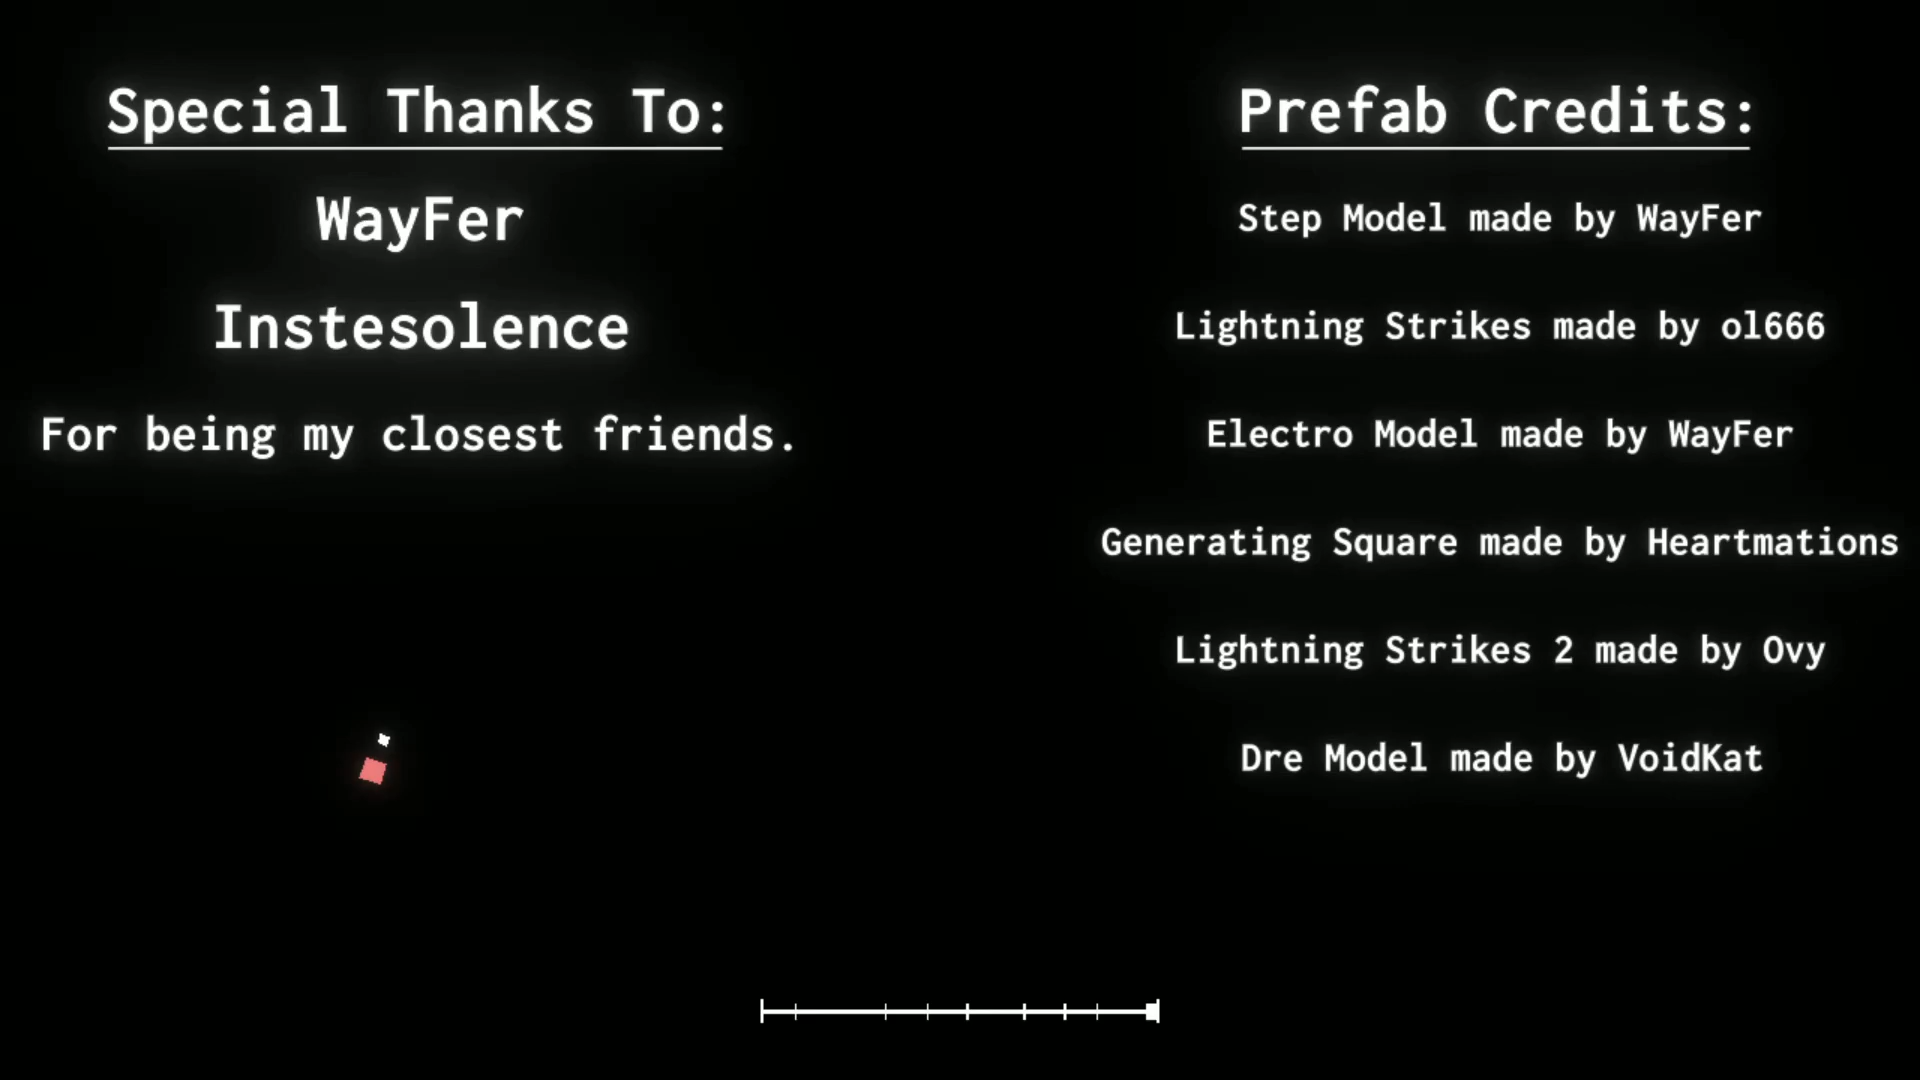 Special Thanks To:
WayFer
Instesolence
For being my closest friends.
Prefab Credits:
Step Model made by WayFer
Lightning Strikes made by ol666
Electro Model made by WayFer
Generating Square made by Heartmations
Lightning Strikes 2 made by Ovy
Dre Model made by VoidKat